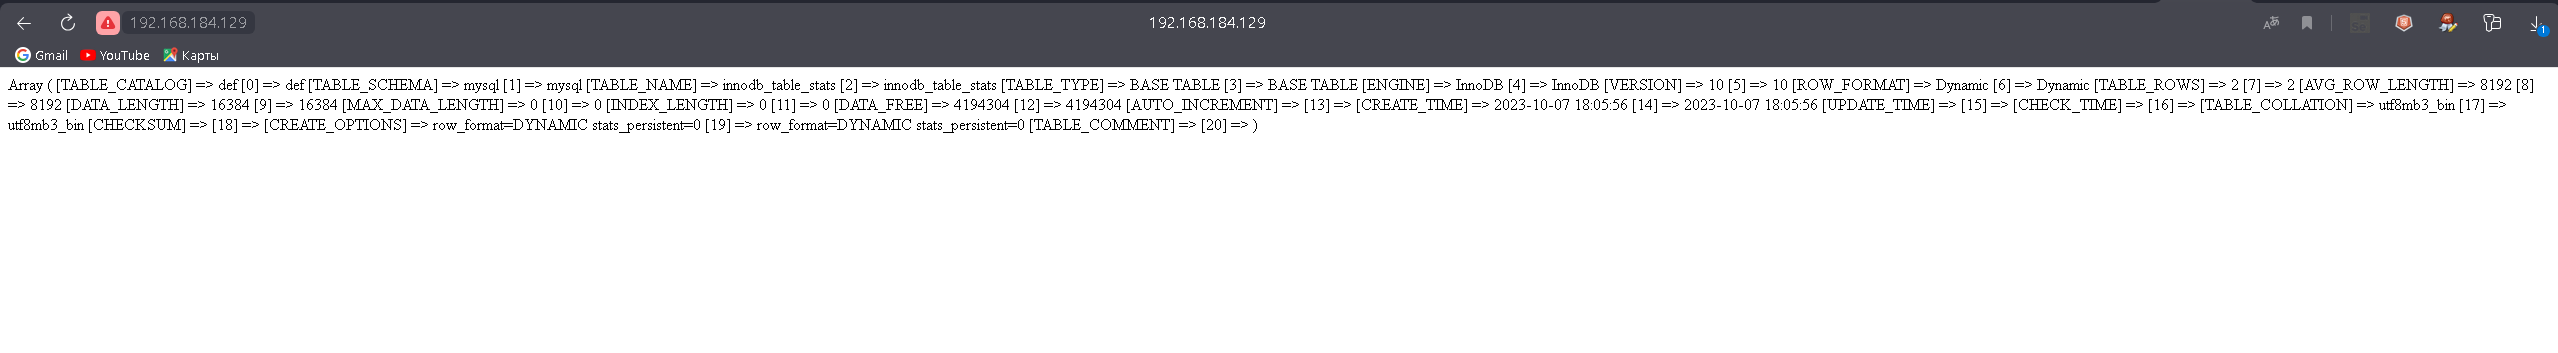 192.168.184.129
192.168.184.129
1
Gmail
YouTube
Карты
Array ( [TABLE_CATALOG] => def [0] => def [TABLE_SCHEMA] => mysql [1] => mysql [TABLE_NAME] => innodb_table_stats [2] => innodb_table_stats [TABLE_TYPE] => BASE TABLE [3] => BASE TABLE [ENGINE] => InnoDB [4] => InnoDB [VERSION] => 10 [5] => 10 [ROW_FORMAT] => Dynamic [6] => Dynamic [TABLE_ROWS] => 2 [7] => 2 [AVG_ROW_LENGTH] => 8192 [8]
=> 8192 [DATA_LENGTH] => 16384 [9] => 16384 [MAX_DATA_LENGTH] => 0 [10] => 0 [INDEX_LENGTH] => 0 [11] => 0 [DATA_FREE] => 4194304 [12] => 4194304 [AUTO_INCREMENT] => [13] => [CREATE_TIME] => 2023-10-07 18:05:56 [14] => 2023-10-07 18:05:56 [UPDATE_TIME] => [15] => [CHECK_TIME] => [16] => [TABLE_COLLATION] => utf8mb3_bin [17] =>
utf8mb3_bin [CHECKSUM] => [18] => [CREATE_OPTIONS] => row_format=DYNAMIC stats_persistent=0 [19] => row_format=DYNAMIC stats_persistent=0 [TABLE_COMMENT] => [20] => )